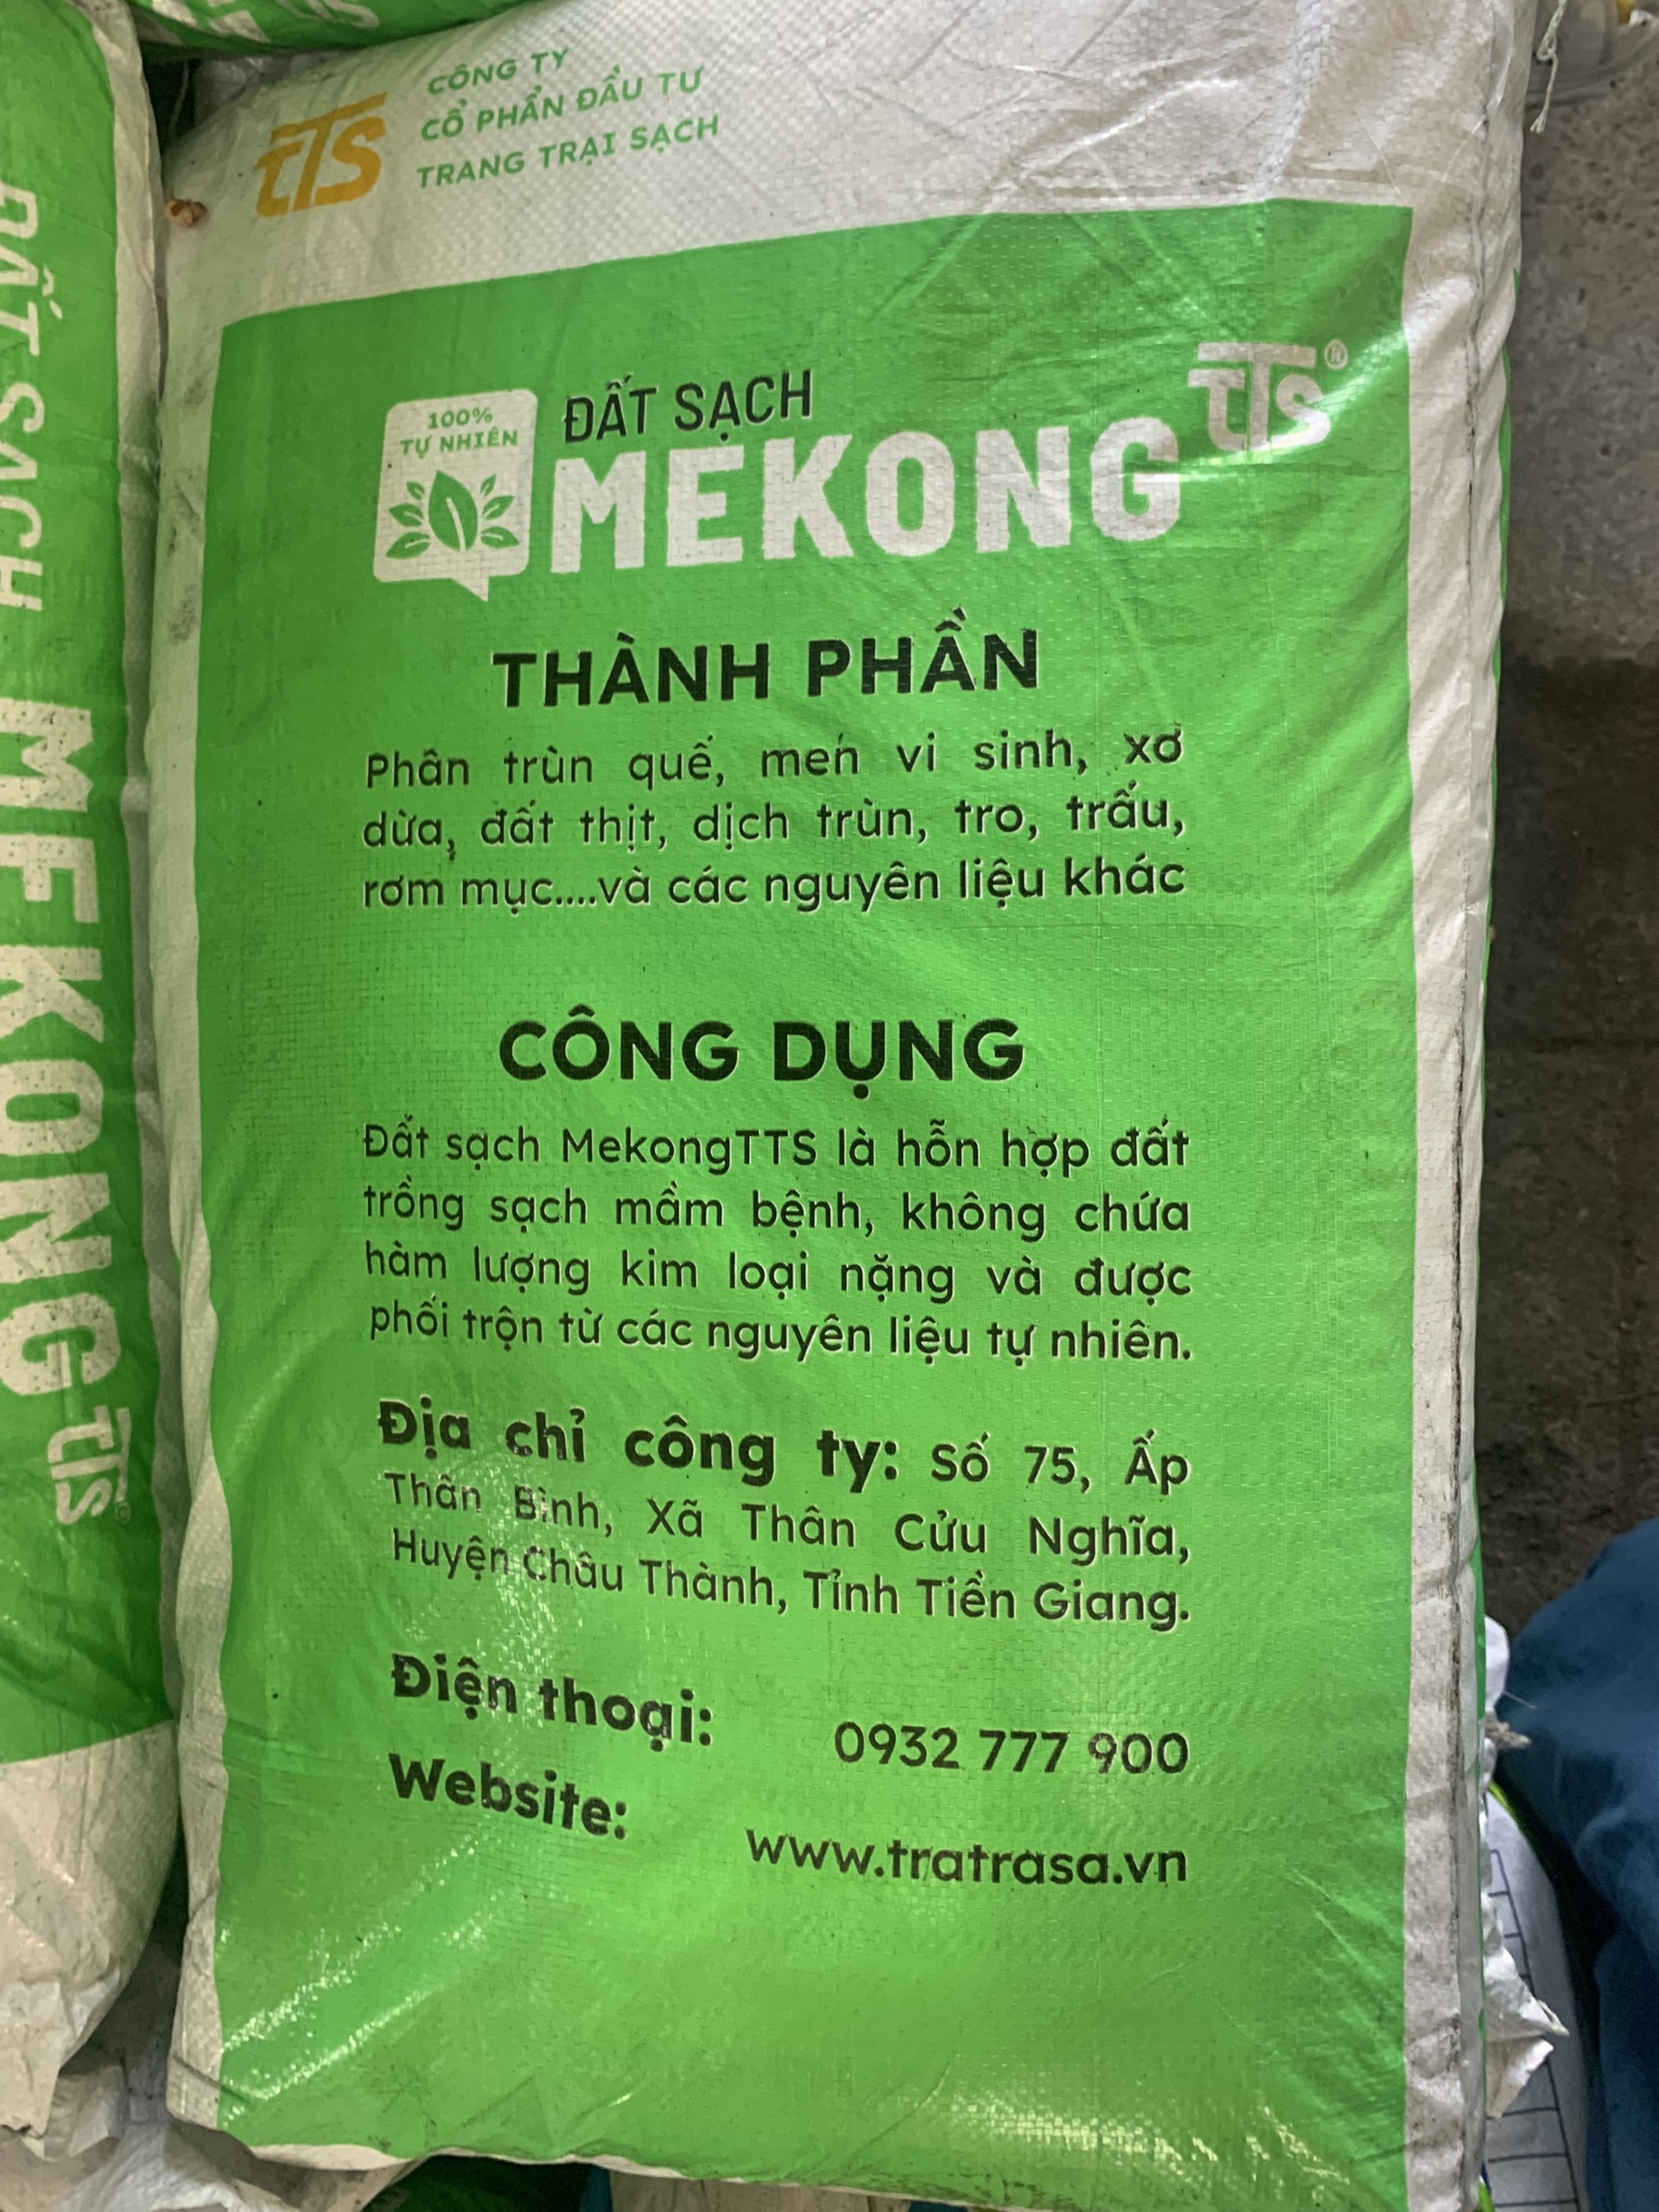 TTS
CÔNG TY
CỔ PHẦN ĐẦU TƯ
TRANG TRẠI SẠCH
100%
TỰ NHIÊN
ĐẤT SẠCH
MEKONG TTS®
THÀNH PHẦN
Phân trùn quế, men vi sinh, xơ
dừa, đất thịt, dịch trùn, tro, trấu,
rơm mục....và các nguyên liệu khác
CÔNG DỤNG
Đất sạch MekongTTS là hỗn hợp đất
trồng sạch mầm bệnh, không chứa
hàm lượng kim loại nặng và được
phối trộn từ các nguyên liệu tự nhiên.
Địa chỉ công ty: Số 75, Ấp
Thân Bình, Xã Thân Cửu Nghĩa,
Huyện Châu Thành, Tỉnh Tiền Giang.
Điện thoại: 0932 777 900
Website: www.tratrasa.vn
ĐẤT SẠCH
MEKONG TTS